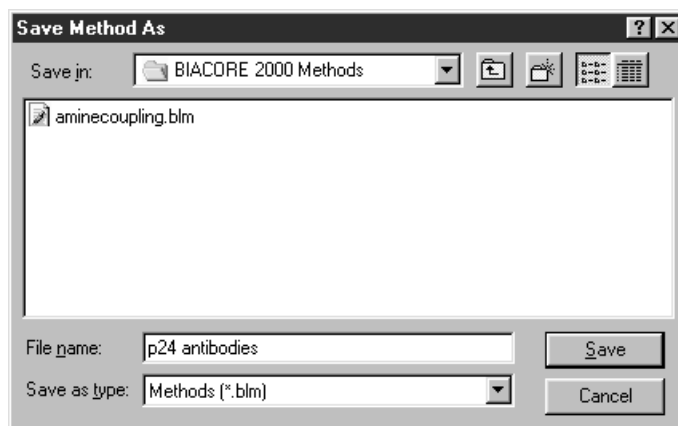 Save Method As
Save in: BIACORE 2000 Methods
aminecoupling.blm
File name: p24 antibodies Save
Save as type: Methods (*.blm) Cancel